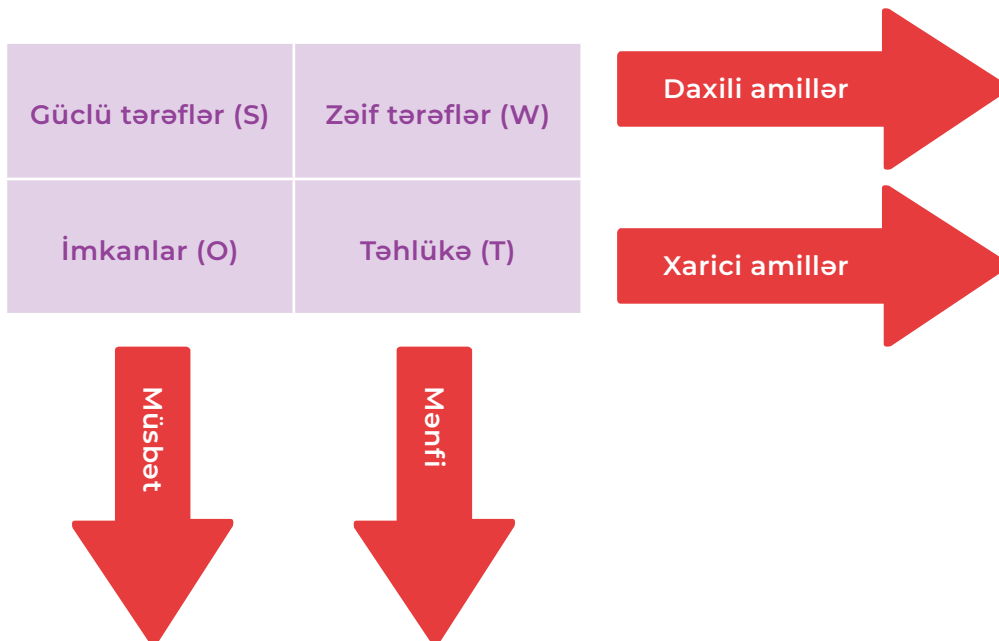 Güclü tərəflər (S)
Zəif tərəflər (W)
Daxili amillər
İmkanlar (O)
Təhlükə (T)
Xarici amillər
Müsbət
Mənfi